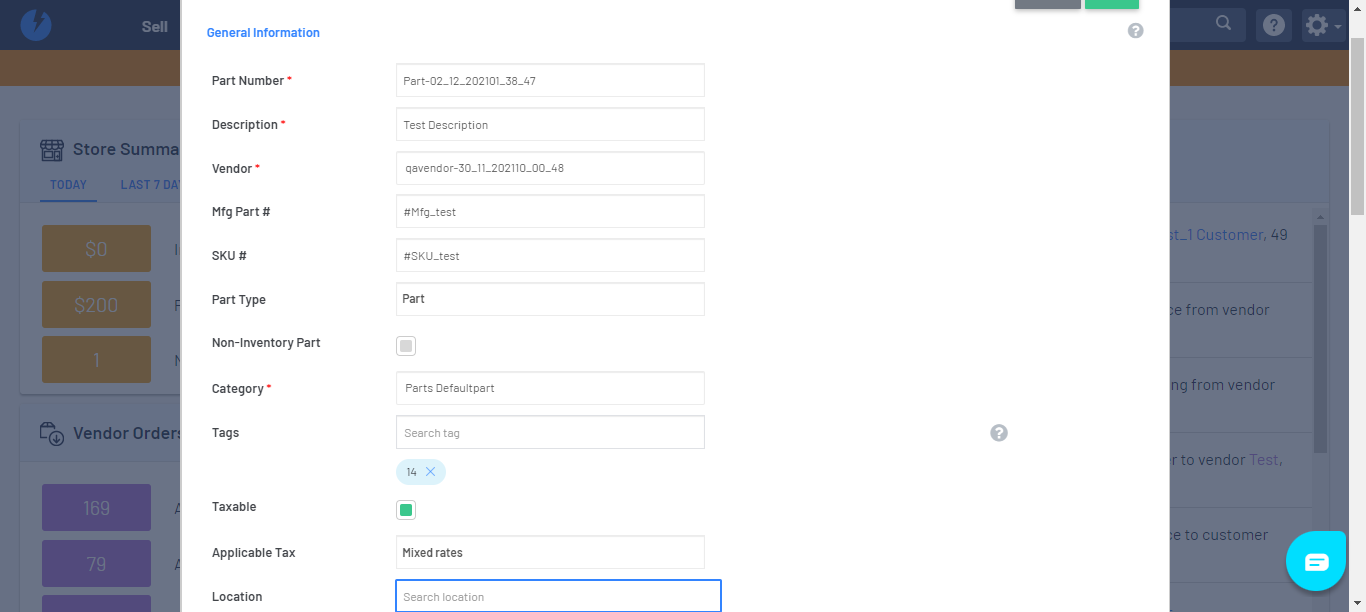 Sell
General Information
?
?
Part Number *
Part-02_12_202101_38_47
Description *
Test Description
Vendor *
qavendor-30_11_202110_00_48
Mfg Part #
#Mfg_test
SKU #
#SKU_test
Part Type
Part
Non-Inventory Part
Category *
Parts Defaultpart
Tags
Search tag
?
14
Taxable
Applicable Tax
Mixed rates
Location
Search location
Store Summa
TODAY
LAST 7 DA
$0
$200
1
Vendor Orders
169
A
79
A
st_1 Customer, 49
ce from vendor
ng from vendor
er to vendor Test,
ce to customer